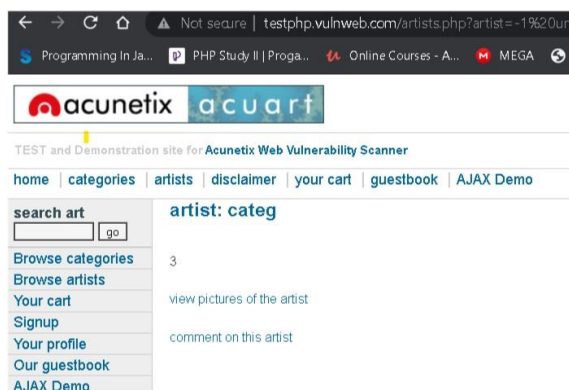 Not secure | testphp.vulnweb.com/artists.php?artist=-1%20un
Programming In Ja... PHP Study II | Proga... Online Courses - A... MEGA
acunetix acuart
TEST and Demonstration site for Acunetix Web Vulnerability Scanner
home | categories | artists | disclaimer | your cart | guestbook | AJAX Demo
search art
go
Browse categories
Browse artists
Your cart
Signup
Your profile
Our guestbook
AJAX Demo
artist: categ
3
view pictures of the artist
comment on this artist